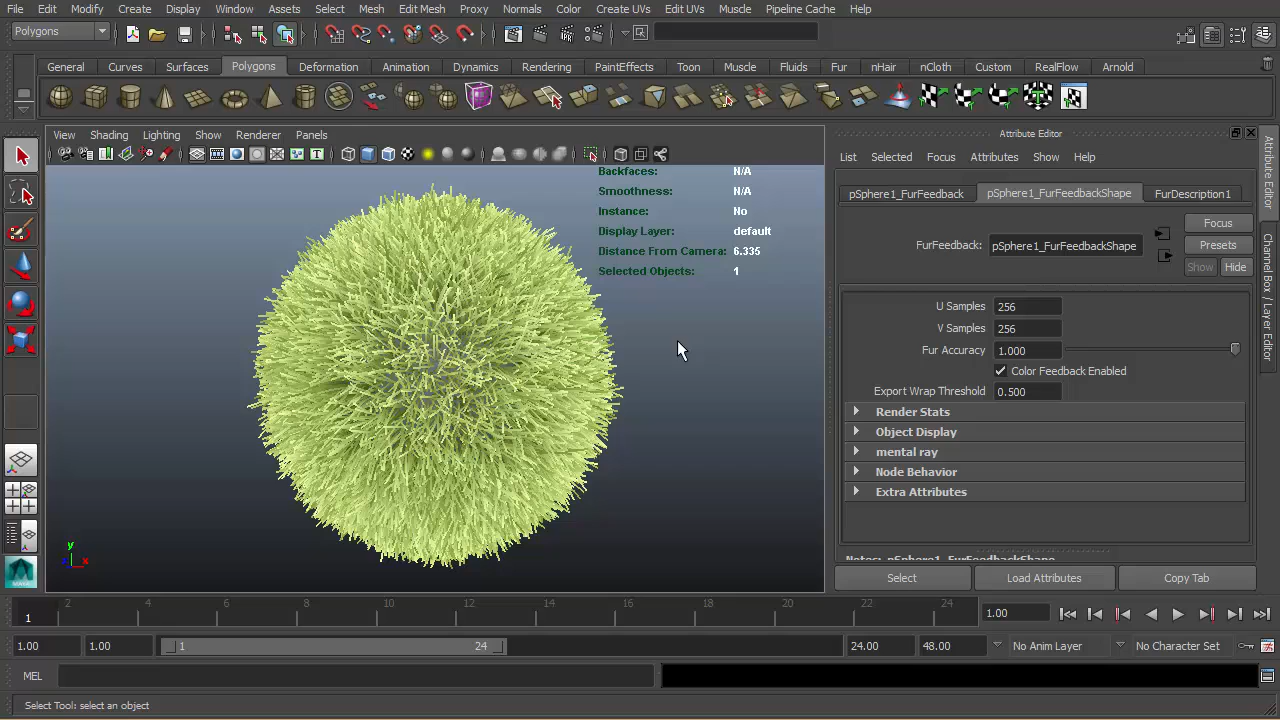 File Edit Modify Create Display Window Assets Select Mesh Edit Mesh Proxy Normals Color Create UVs Edit UVs Muscle Pipeline Cache Help
Polygons
General Curves Surfaces Polygons Deformation Animation Dynamics Rendering PaintEffects Toon Muscle Fluids Fur nHair nCloth Custom RealFlow Arnold
View Shading Lighting Show Renderer Panels
Attribute Editor
List Selected Focus Attributes Show Help
pSphere1_FurFeedback pSphere1_FurFeedbackShape FurDescription1
Focus
FurFeedback: pSphere1_FurFeedbackShape Presets
Show Hide
Attribute Editor
Channel Box / Layer Editor
Backfaces: N/A
Smoothness: N/A
Instance: No
Display Layer: default
Distance From Camera: 6.335
Selected Objects: 1
U Samples 256
V Samples 256
Fur Accuracy 1.000
Color Feedback Enabled
Export Wrap Threshold 0.500
Render Stats
Object Display
mental ray
Node Behavior
Extra Attributes
Notes: pSphere1_FurFeedbackShape
Select Load Attributes Copy Tab
y
x
1 2 4 6 8 10 12 14 16 18 20 22 24 1.00
1.00 1.00 1 24 24.00 48.00 No Anim Layer No Character Set
MEL
Select Tool: select an object